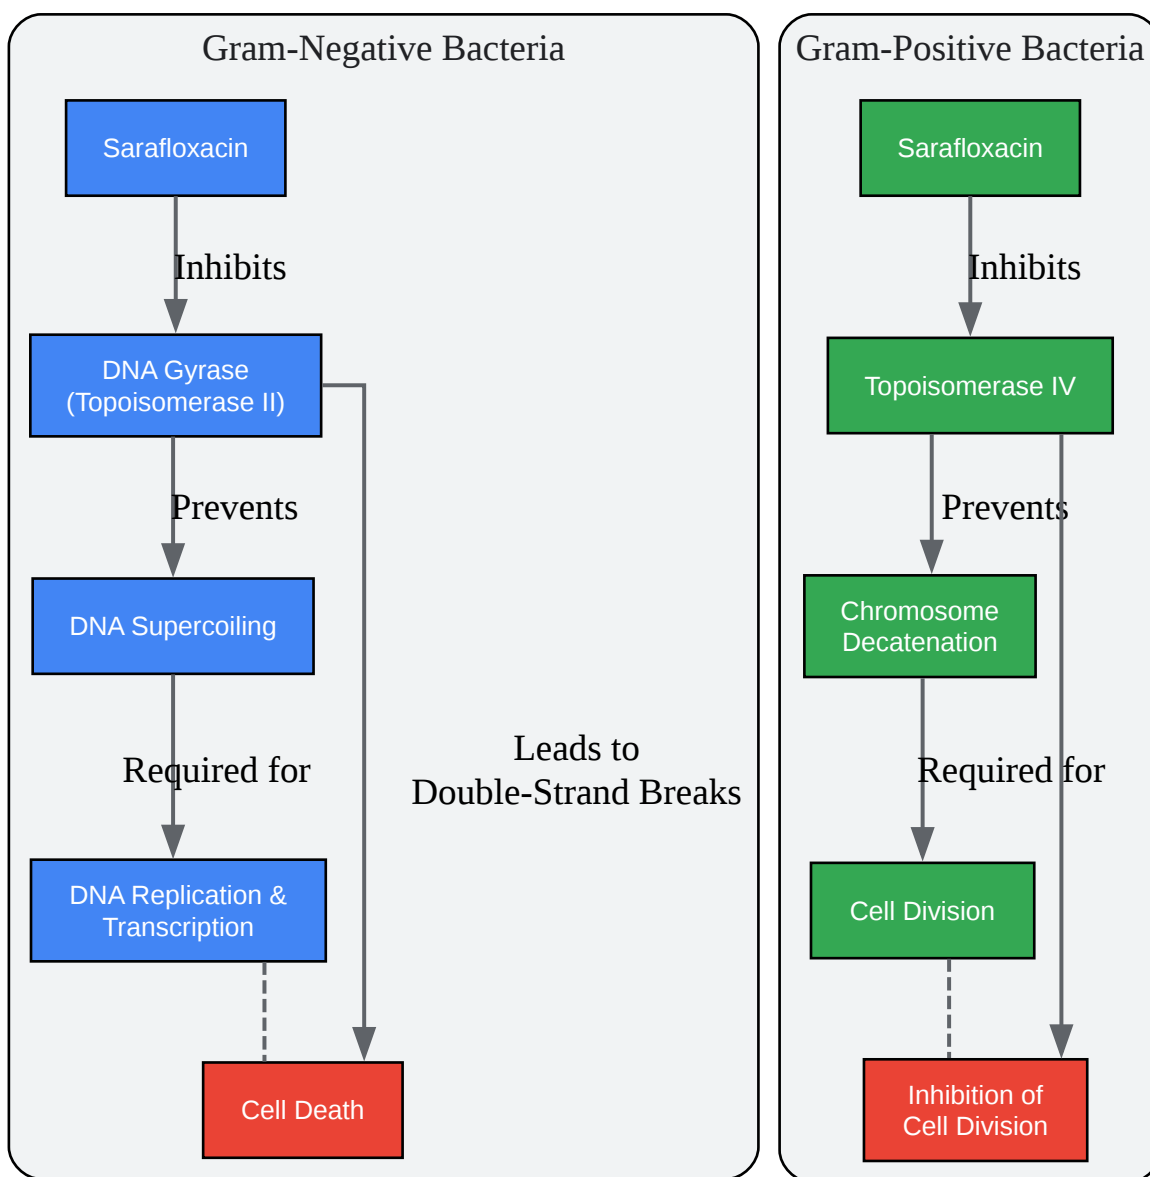 Gram-Negative Bacteria
Sarafloxacin
Inhibits
DNA Gyrase
(Topoisomerase II)
Prevents
DNA Supercoiling
Required for
Leads to
Double-Strand Breaks
DNA Replication &
Transcription
Cell Death
Gram-Positive Bacteria
Sarafloxacin
Inhibits
Topoisomerase IV
Prevents
Chromosome
Decatenation
Required for
Cell Division
Inhibition of
Cell Division